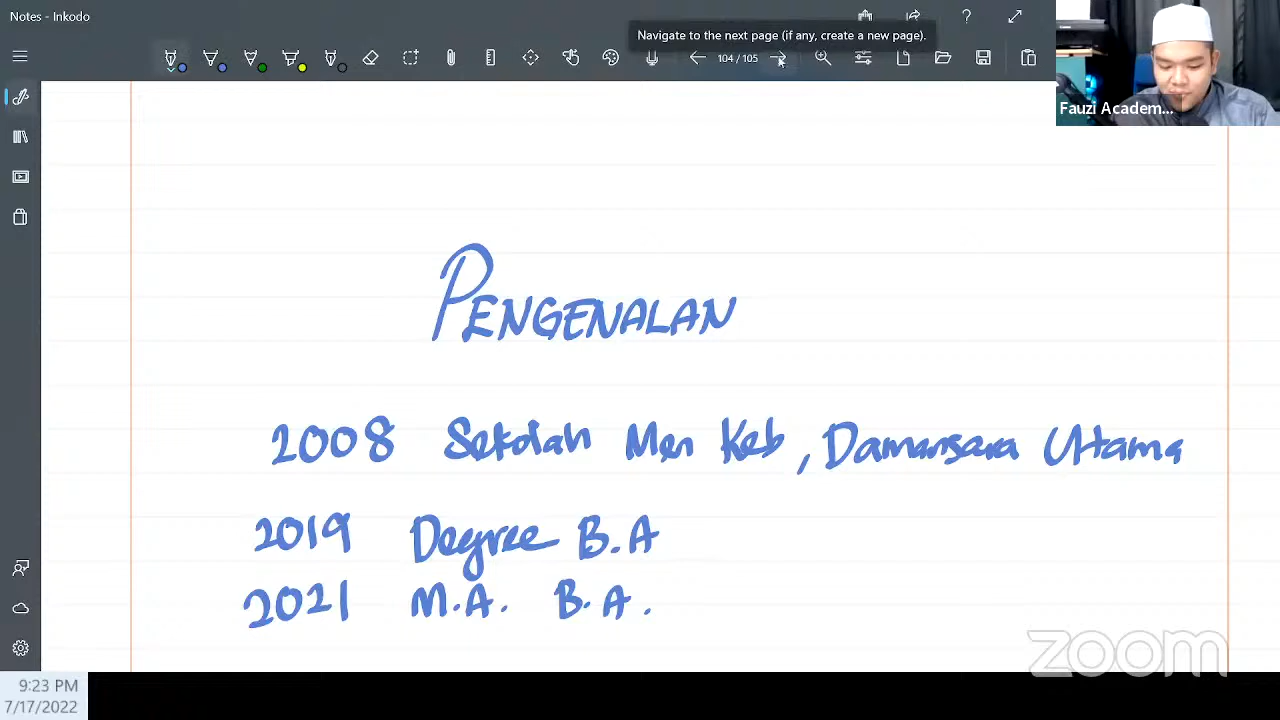 Notes - Inkodo
Navigate to the next page (if any, create a new page).
104 / 105
Fauzi Academ...
PENGENALAN
2008 Sekolah Men Keb, Damansara Utama
2019 Degree B.A
2021 M.A. B.A.
zoom
9:23 PM
7/17/2022